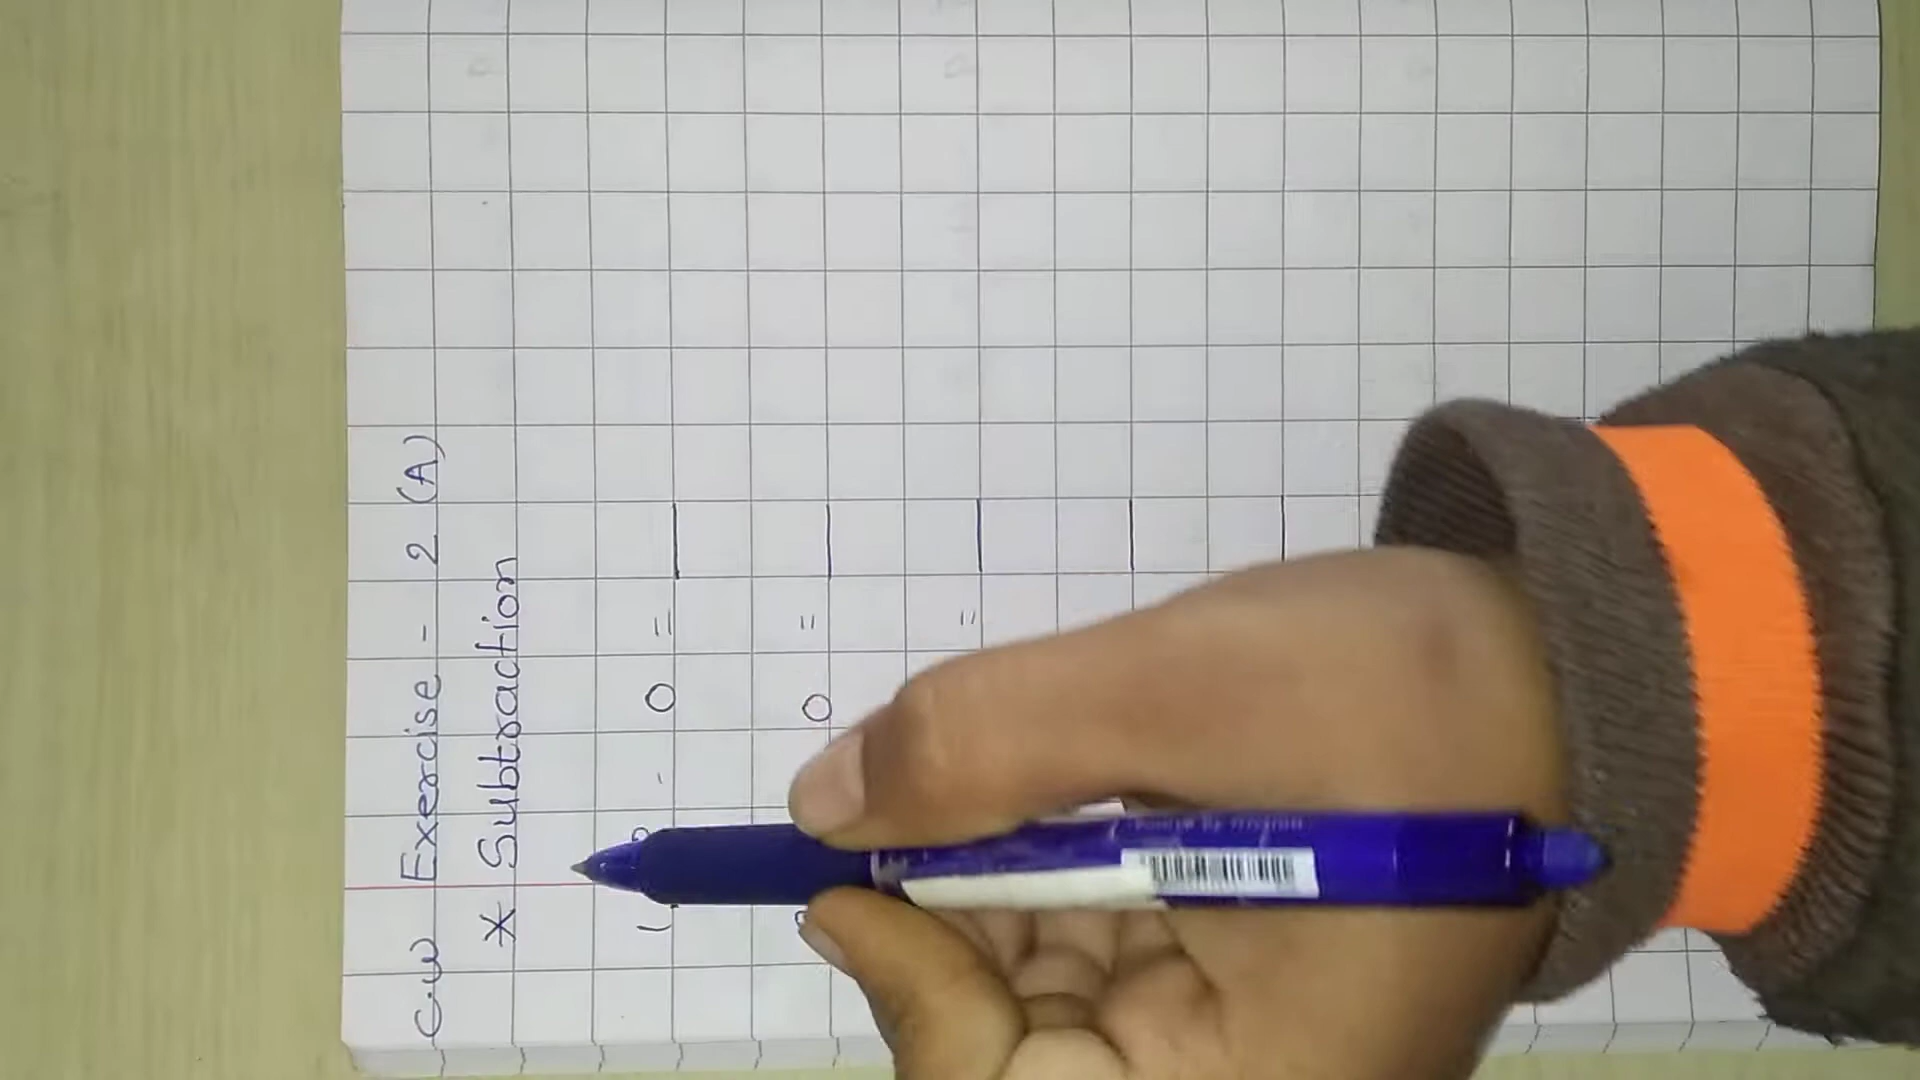 C.W Exercise - 2 (A)
* Subtraction
- 0 =
0 =
=